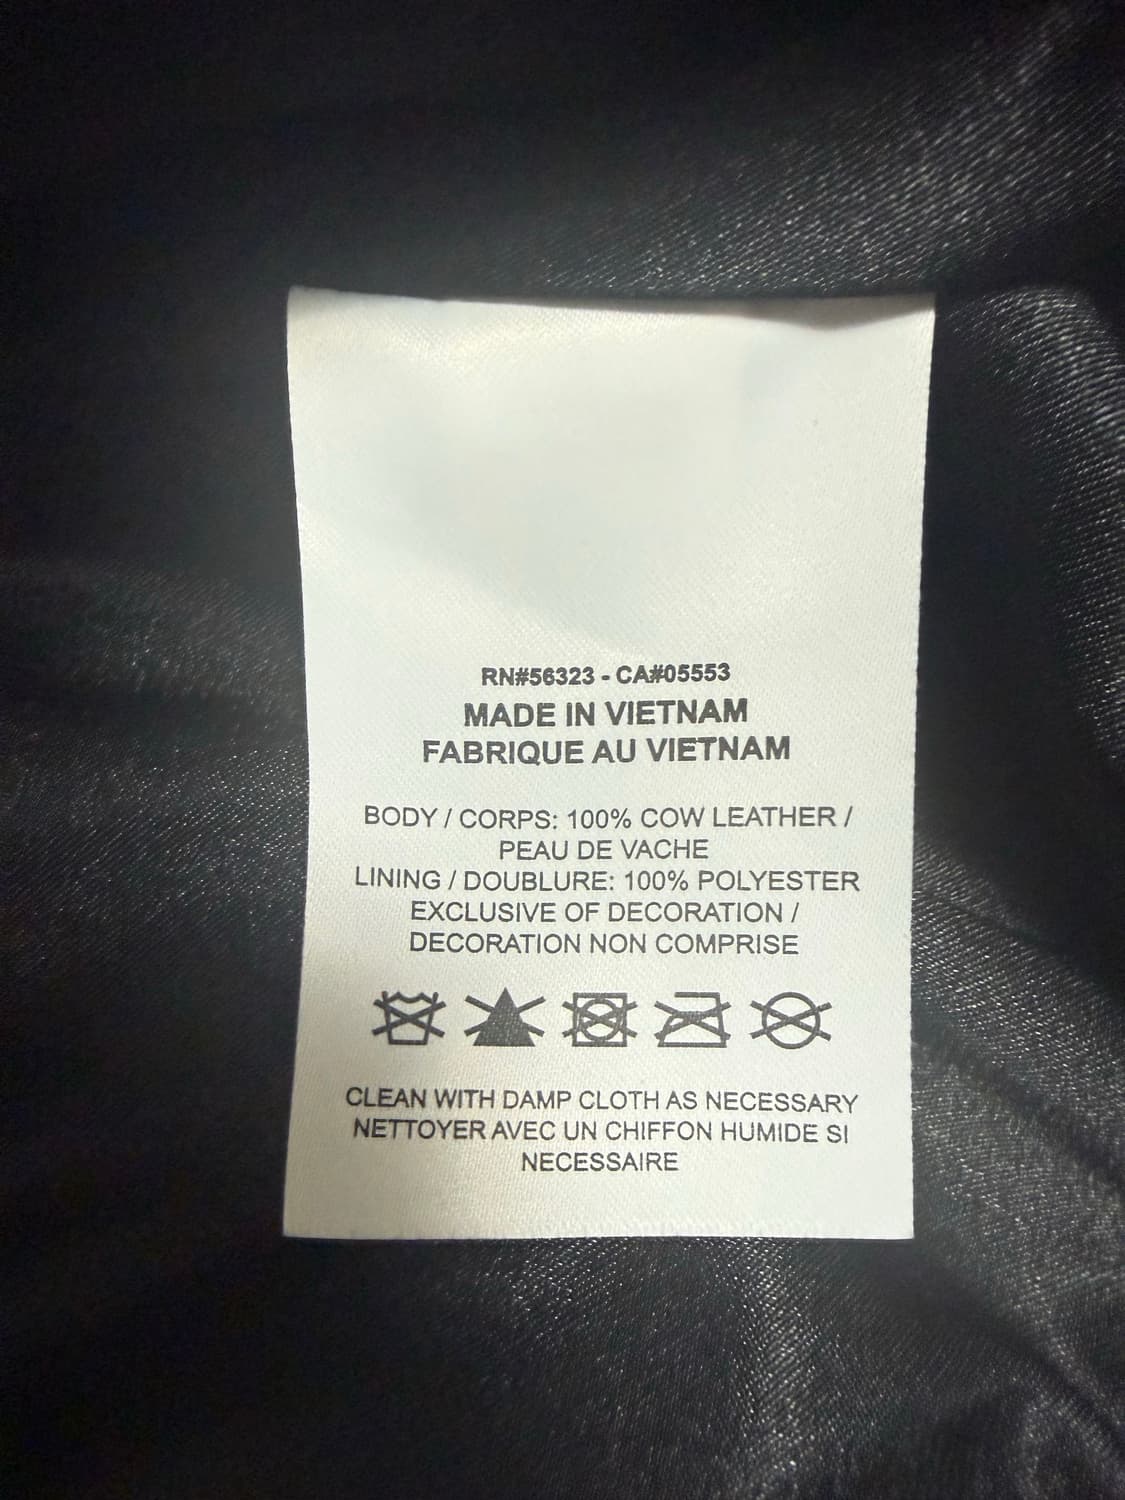 RN#56323 - CA#05553
MADE IN VIETNAM
FABRIQUE AU VIETNAM
BODY / CORPS: 100% COW LEATHER /
PEAU DE VACHE
LINING / DOUBLURE: 100% POLYESTER
EXCLUSIVE OF DECORATION /
DECORATION NON COMPRISE
CLEAN WITH DAMP CLOTH AS NECESSARY
NETTOYER AVEC UN CHIFFON HUMIDE SI
NECESSAIRE